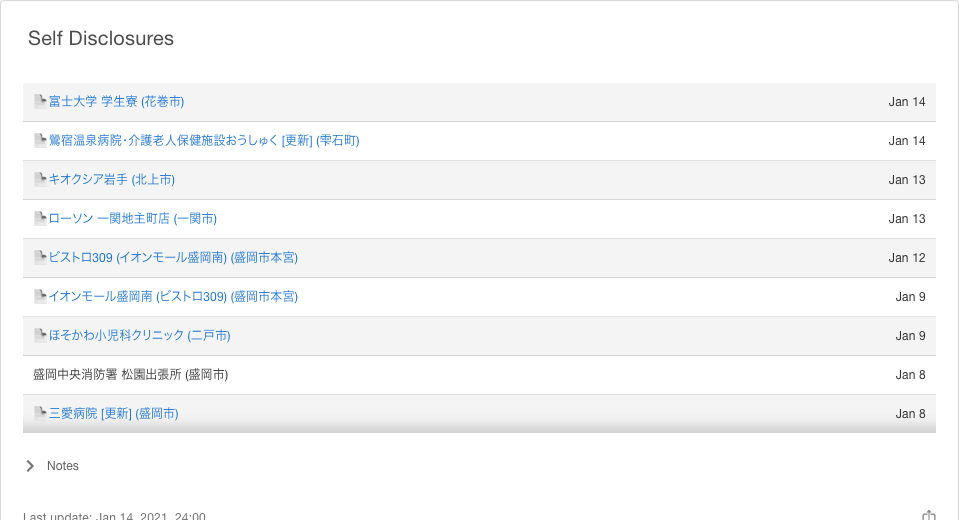 Self Disclosures
富士大学 学生寮 (花巻市) Jan 14
鶯宿温泉病院・介護老人保健施設おうしゅく [更新] (雫石町) Jan 14
キオクシア岩手 (北上市) Jan 13
ローソン 一関地主町店 (一関市) Jan 13
ビストロ309 (イオンモール盛岡南) (盛岡市本宮) Jan 12
イオンモール盛岡南 (ビストロ309) (盛岡市本宮) Jan 9
ほそかわ小児科クリニック (二戸市) Jan 9
盛岡中央消防署 松園出張所 (盛岡市) Jan 8
三愛病院 [更新] (盛岡市) Jan 8
Notes
Last update: Jan 14, 2021, 24:00